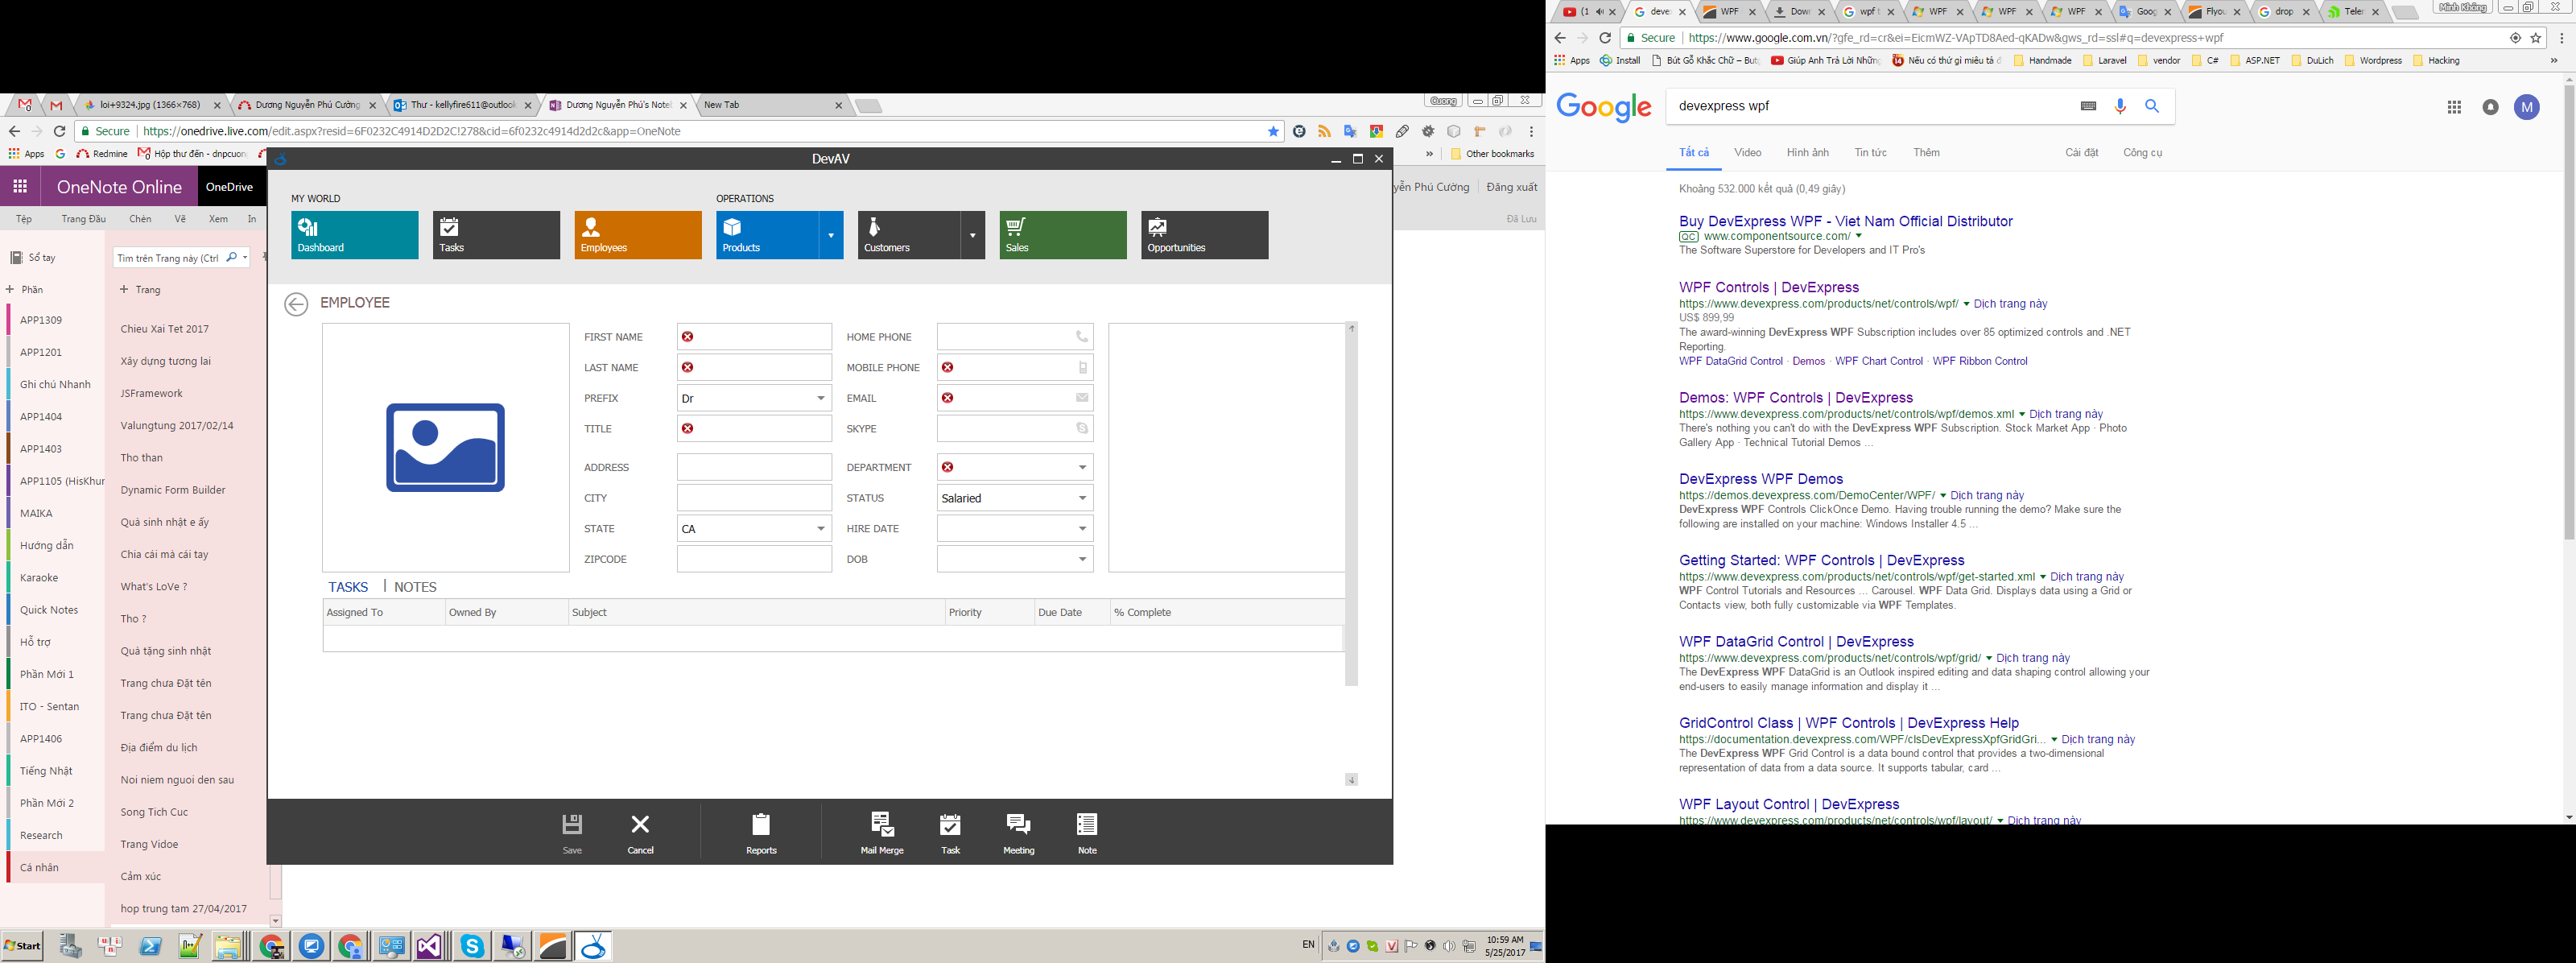 loi+9324.jpg (1366×768)
Dương Nguyễn Phú Cường
Thư - kellyfire611@outlook
Dương Nguyễn Phú's Note
New Tab
Cuong
Secure
https://onedrive.live.com/edit.aspx?resid=6F0232C4914D2D2C!278&cid=6f0232c4914d2d2c&app=OneNote
Apps
Redmine
Hộp thư đến - dnpcuon
Other bookmarks
OneNote Online
OneDrive
yễn Phú Cường
Đăng xuất
Tệp
Trang Đầu
Chèn
Vẽ
Xem
In
Đã Lưu
Sổ tay
Tìm trên Trang này (Ctrl
Phần
Trang
APP1309
APP1201
Ghi chú Nhanh
APP1404
APP1403
APP1105 (HisKhur
MAIKA
Hướng dẫn
Karaoke
Quick Notes
Hỗ trợ
Phần Mới 1
ITO - Sentan
APP1406
Tiếng Nhật
Phần Mới 2
Research
Cá nhân
Chieu Xai Tet 2017
Xây dựng tương lai
JSFramework
Valungtung 2017/02/14
Tho than
Dynamic Form Builder
Quà sinh nhật e ấy
Chia cái má cái tay
What's LoVe ?
Tho ?
Quà tặng sinh nhật
Trang chưa Đặt tên
Trang chưa Đặt tên
Địa điểm du lịch
Noi niem nguoi den sau
Song Tich Cuc
Trang Vidoe
Cảm xúc
hop trung tam 27/04/2017
DevAV
MY WORLD
OPERATIONS
Dashboard
Tasks
Employees
Products
Customers
Sales
Opportunities
EMPLOYEE
FIRST NAME
LAST NAME
PREFIX
Dr
TITLE
ADDRESS
CITY
STATE
CA
ZIPCODE
HOME PHONE
MOBILE PHONE
EMAIL
SKYPE
DEPARTMENT
STATUS
Salaried
HIRE DATE
DOB
TASKS
NOTES
Assigned To
Owned By
Subject
Priority
Due Date
% Complete
Save
Cancel
Reports
Mail Merge
Task
Meeting
Note
Start
EN
10:59 AM
5/25/2017
(1
deve
WPF
Down
wpf t
WPF
WPF
WPF
Goog
Flyou
drop
Teler
Minh Khảng
Secure
https://www.google.com.vn/?gfe_rd=cr&ei=EicmWZ-VApTD8Aed-qKADw&gws_rd=ssl#q=devexpress+wpf
Apps
Install
Bút Gỗ Khắc Chữ – But
Giúp Anh Trả Lời Nhữn
Nếu có thứ gì miêu tả đ
Handmade
Laravel
vendor
C#
ASP.NET
DuLich
Wordpress
Hacking
Google
devexpress wpf
M
Tất cả
Video
Hình ảnh
Tin tức
Thêm
Cài đặt
Công cụ
Khoảng 532.000 kết quả (0,49 giây)
Buy DevExpress WPF - Viet Nam Official Distributor
QC www.componentsource.com/
The Software Superstore for Developers and IT Pro's
WPF Controls | DevExpress
https://www.devexpress.com/products/net/controls/wpf/ Dịch trang này
US$ 899,99
The award-winning DevExpress WPF Subscription includes over 85 optimized controls and .NET
Reporting.
WPF DataGrid Control · Demos · WPF Chart Control · WPF Ribbon Control
Demos: WPF Controls | DevExpress
https://www.devexpress.com/products/net/controls/wpf/demos.xml Dịch trang này
There's nothing you can't do with the DevExpress WPF Subscription. Stock Market App · Photo
Gallery App · Technical Tutorial Demos ...
DevExpress WPF Demos
https://demos.devexpress.com/DemoCenter/WPF/ Dịch trang này
DevExpress WPF Controls ClickOnce Demo. Having trouble running the demo? Make sure the
following are installed on your machine: Windows Installer 4.5 ...
Getting Started: WPF Controls | DevExpress
https://www.devexpress.com/products/net/controls/wpf/get-started.xml Dịch trang này
WPF Control Tutorials and Resources ... Carousel. WPF Data Grid. Displays data using a Grid or
Contacts view, both fully customizable via WPF Templates.
WPF DataGrid Control | DevExpress
https://www.devexpress.com/products/net/controls/wpf/grid/ Dịch trang này
The DevExpress WPF DataGrid is an Outlook inspired editing and data shaping control allowing your
end-users to easily manage information and display it ...
GridControl Class | WPF Controls | DevExpress Help
https://documentation.devexpress.com/WPF/clsDevExpressXpfGridGri... Dịch trang này
The DevExpress WPF Grid Control is a data bound control that provides a two-dimensional
representation of data from a data source. It supports tabular, card ...
WPF Layout Control | DevExpress
https://www.devexpress.com/products/net/controls/wpf/layout/ Dịch trang này